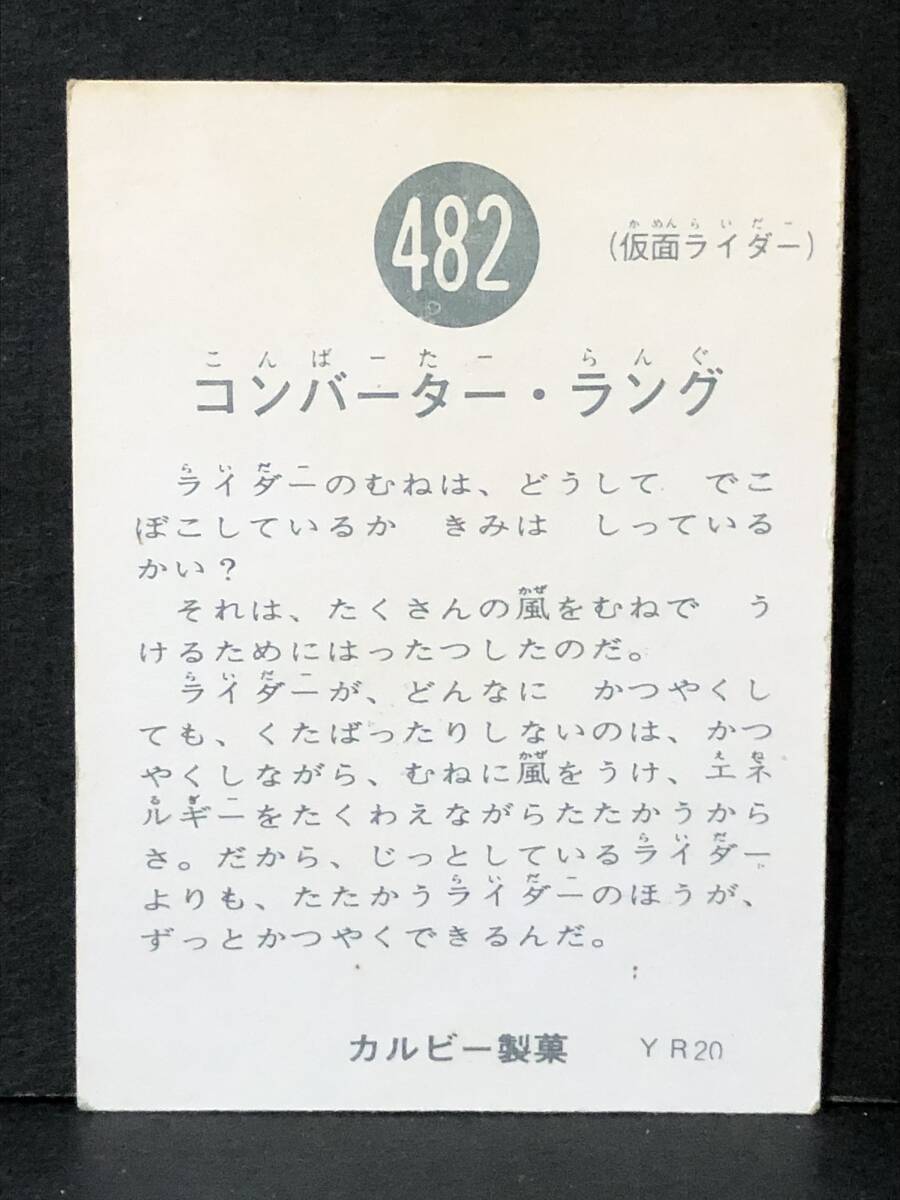 482
(仮面ライダー)
かめんらいだー
こんばーたー らんぐ
コンバーター・ラング
らいだー
ライダーのむねは、どうして でこ
ぼこしているか きみは しっている
かい?
かぜ
それは、たくさんの嵐をむねで う
けるためにはったつしたのだ。
らいだー
ライダーが、どんなに かつやくし
ても、くたばったりしないのは、かつ
かぜ えね
やくしながら、むねに嵐をうけ、エネ
るぎー
ルギーをたくわえながらたたかうから
らいだー
さ。だから、じっとしているライダー
らいだー
よりも、たたかうライダーのほうが、
ずっとかつやくできるんだ。
カルビー製菓 YR20